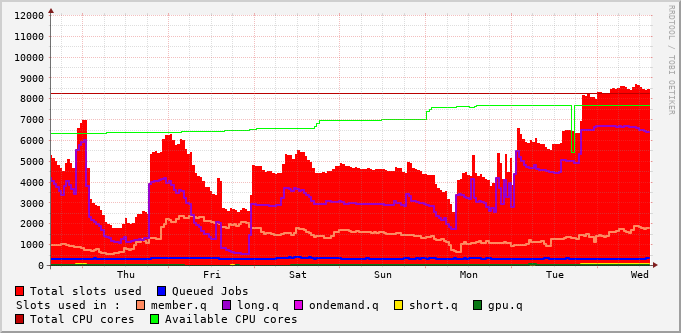 RRDTOOL / TOBI OETIKER
12000
11000
10000
9000
8000
7000
6000
5000
4000
3000
2000
1000
0
Thu Fri Sat Sun Mon Tue Wed
Total slots used Queued Jobs
Slots used in : member.q long.q ondemand.q short.q gpu.q
Total CPU cores Available CPU cores